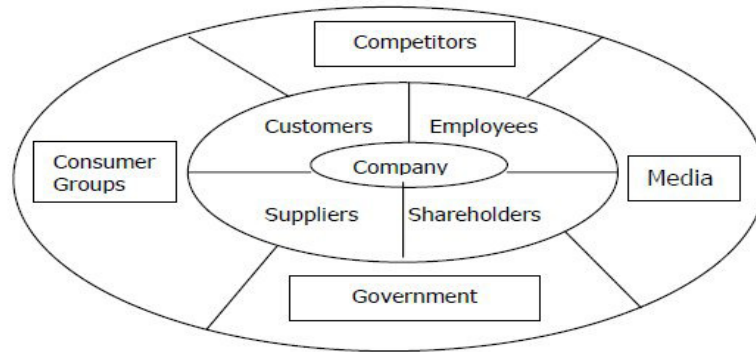 Competitors
Customers
Employees
Consumer
Groups
Company
Media
Suppliers
Shareholders
Government